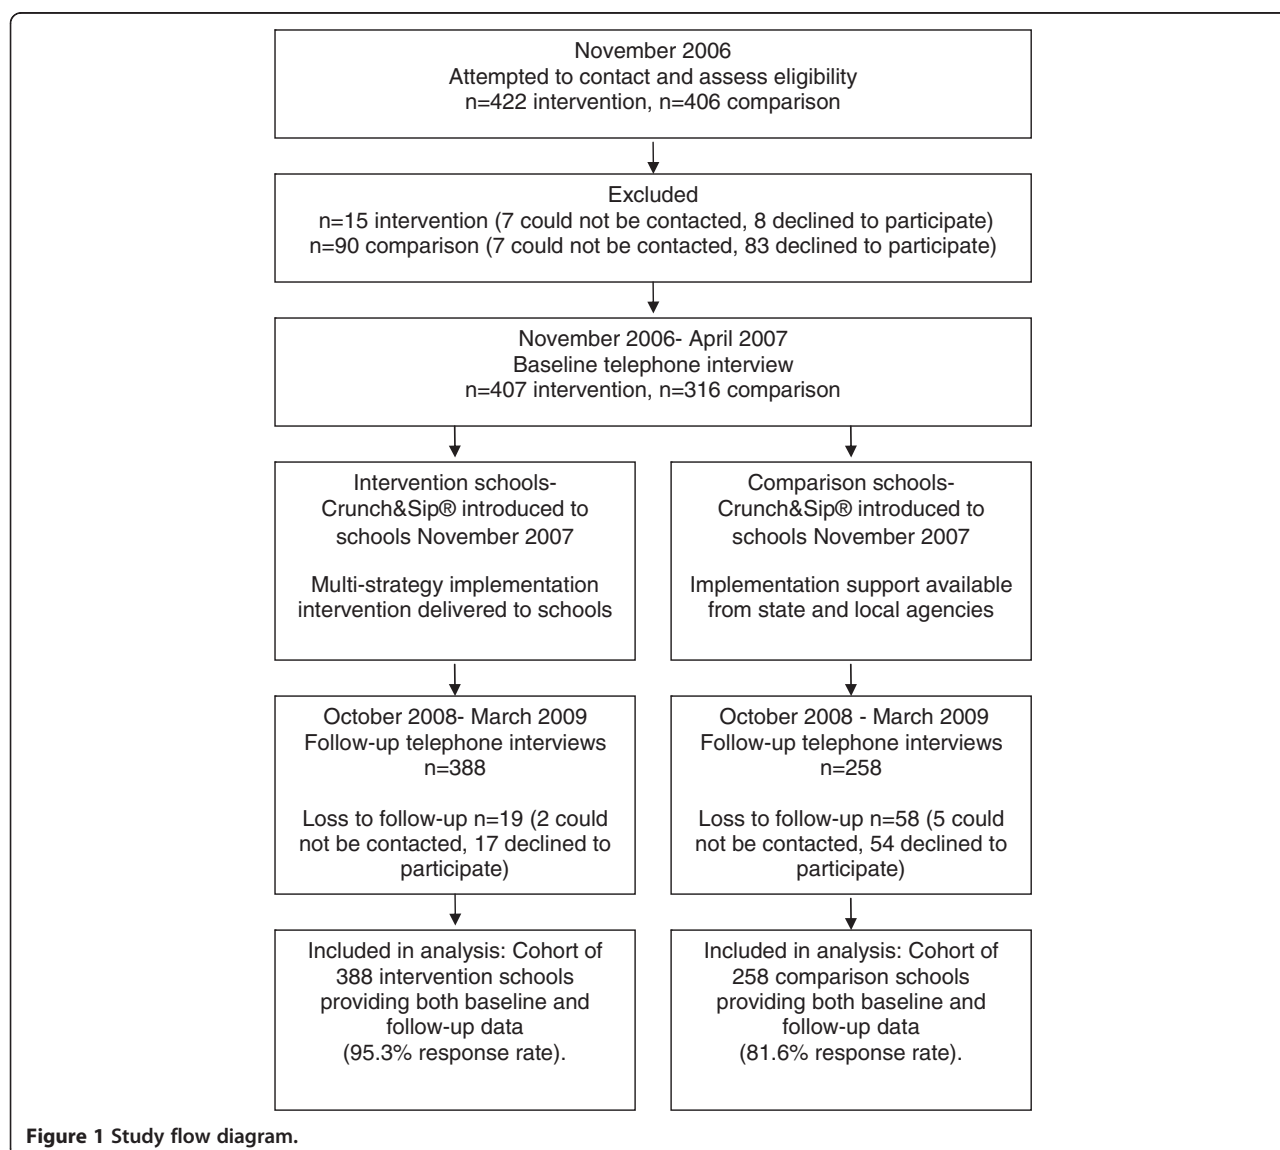 November 2006
Attempted to contact and assess eligibility
n=422 intervention, n=406 comparison
Excluded
n=15 intervention (7 could not be contacted, 8 declined to participate)
n=90 comparison (7 could not be contacted, 83 declined to participate)
November 2006- April 2007
Baseline telephone interview
n=407 intervention, n=316 comparison
Intervention schools-
Crunch&Sip® introduced to
schools November 2007
Multi-strategy implementation
intervention delivered to schools
Comparison schools-
Crunch&Sip® introduced to
schools November 2007
Implementation support available
from state and local agencies
October 2008- March 2009
Follow-up telephone interviews
n=388
Loss to follow-up n=19 (2 could
not be contacted, 17 declined to
participate)
October 2008 - March 2009
Follow-up telephone interviews
n=258
Loss to follow-up n=58 (5 could
not be contacted, 54 declined to
participate)
Included in analysis: Cohort of
388 intervention schools
providing both baseline and
follow-up data
(95.3% response rate).
Included in analysis: Cohort of
258 comparison schools
providing both baseline and
follow-up data
(81.6% response rate).
Figure 1 Study flow diagram.